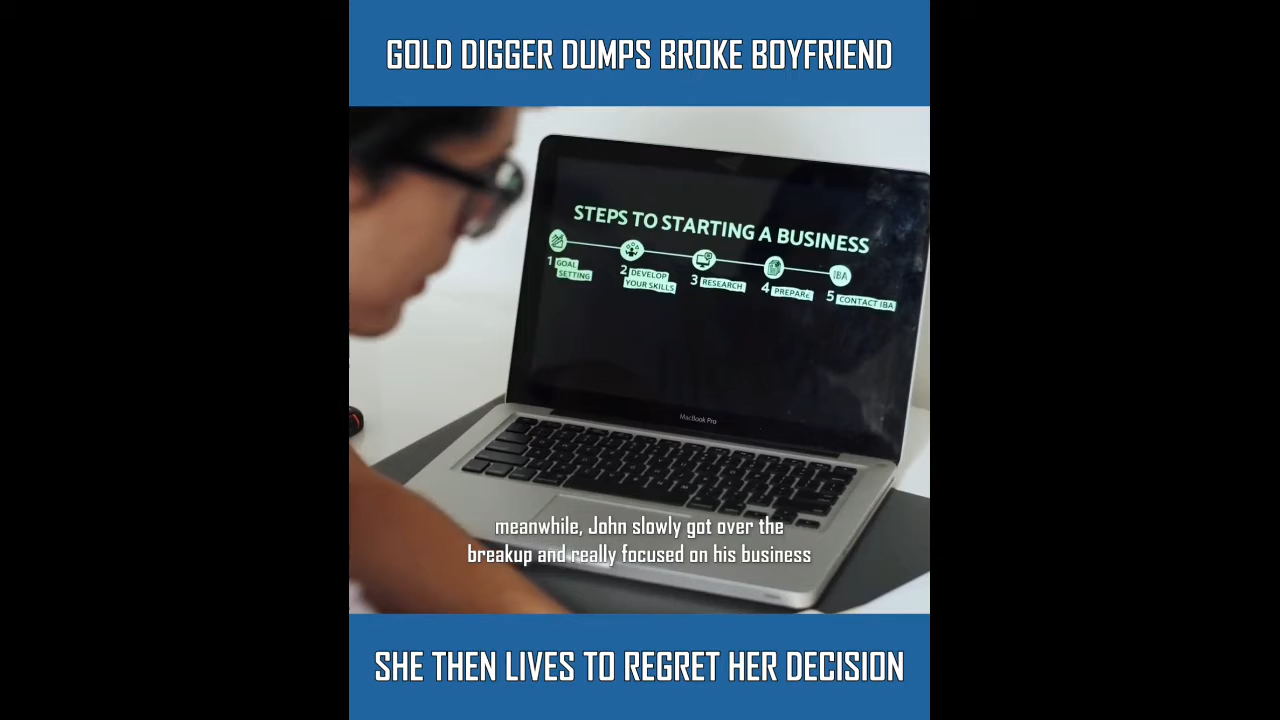 GOLD DIGGER DUMPS BROKE BOYFRIEND
STEPS TO STARTING A BUSINESS
IBA
1 GOAL SETTING
2 DEVELOP YOUR SKILLS
3 RESEARCH
4 PREPARE
5 CONTACT IBA
MacBook Pro
meanwhile, John slowly got over the
breakup and really focused on his business
SHE THEN LIVES TO REGRET HER DECISION